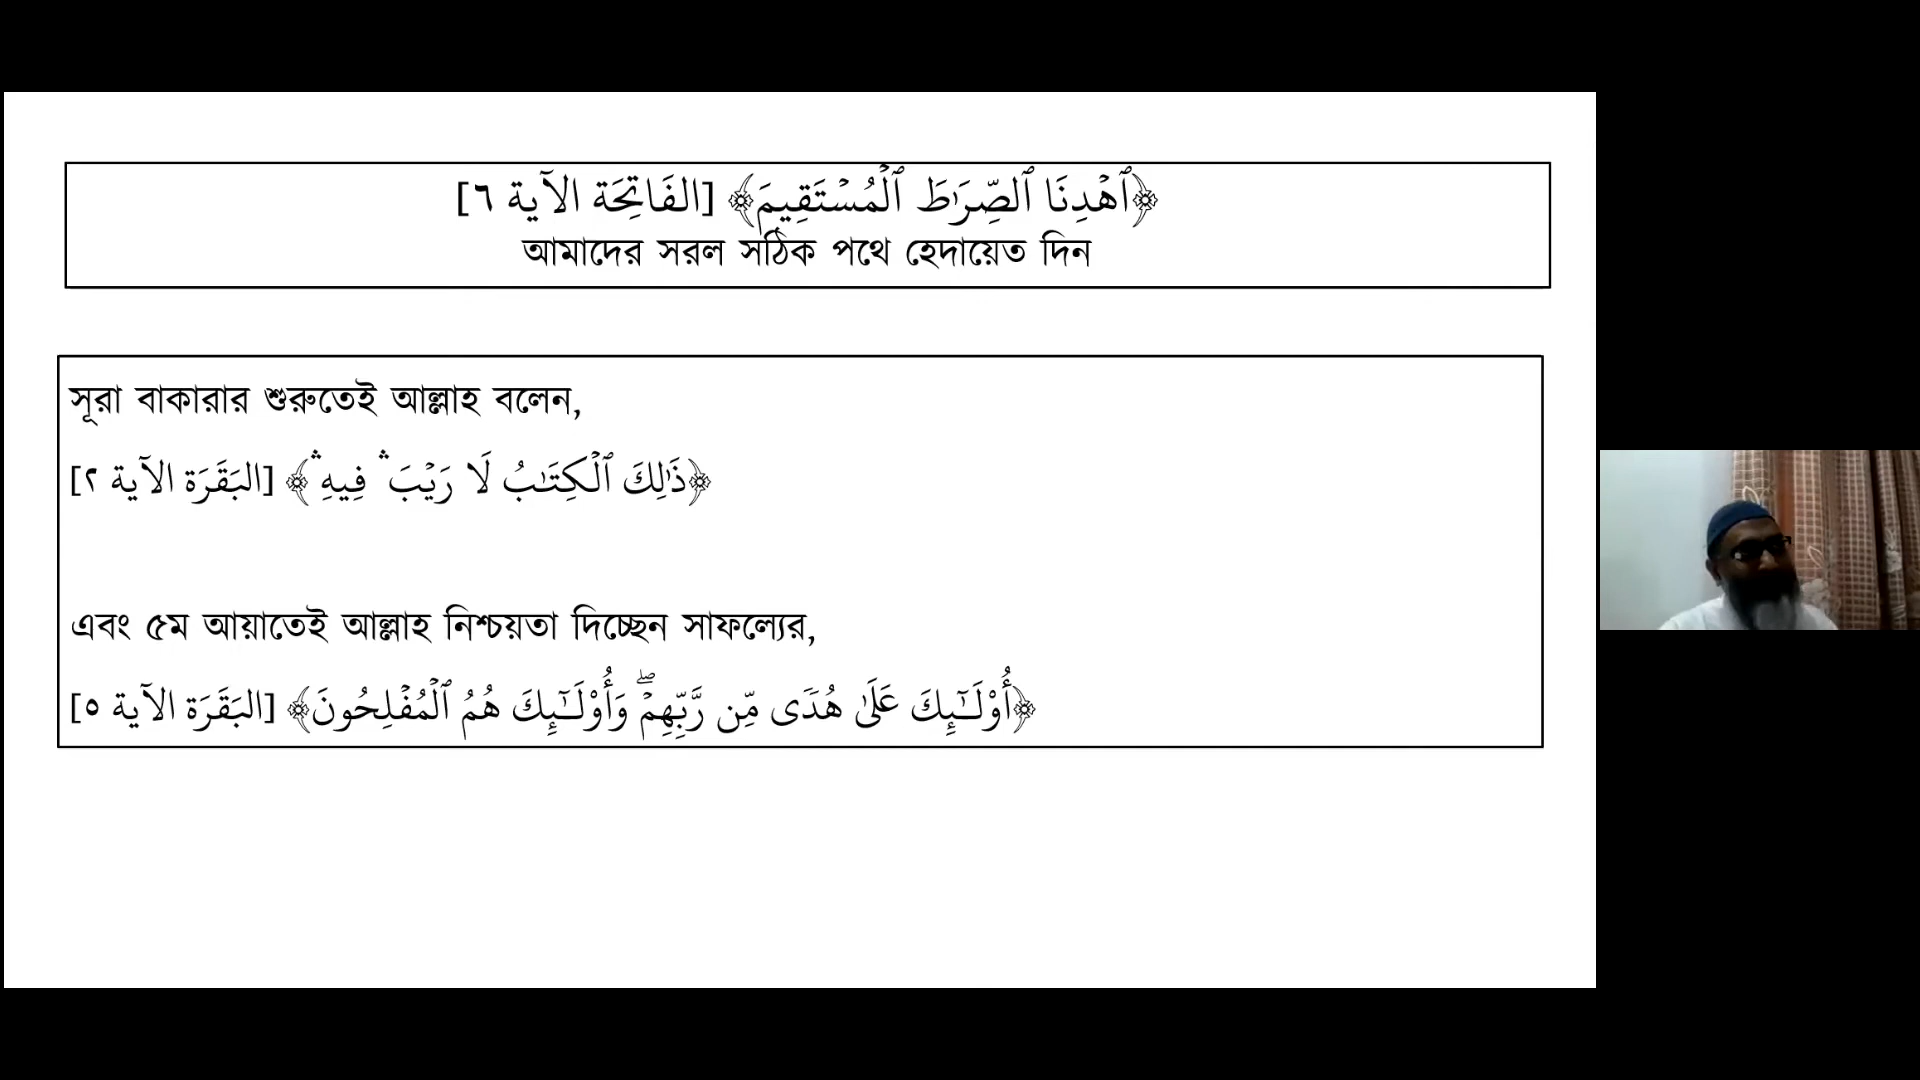 ﴿ٱهۡدِنَا ٱلصِّرَٰطَ ٱلۡمُسۡتَقِيمَ﴾ [الفَاتِحَة الآية ٦]
আমাদের সরল সঠিক পথে হেদায়েত দিন
সূরা বাকারার শুরুতেই আল্লাহ বলেন,
﴿ذَٰلِكَ ٱلۡكِتَٰبُ لَا رَيۡبَۛ فِيهِۛ﴾ [البَقَرَة الآية ٢]
এবং ৫ম আয়াতেই আল্লাহ নিশ্চয়তা দিচ্ছেন সাফল্যের,
﴿أُوْلَـٰٓئِكَ عَلَىٰ هُدٗى مِّن رَّبِّهِمۡۖ وَأُوْلَـٰٓئِكَ هُمُ ٱلۡمُفۡلِحُونَ﴾ [البَقَرَة الآية ٥]